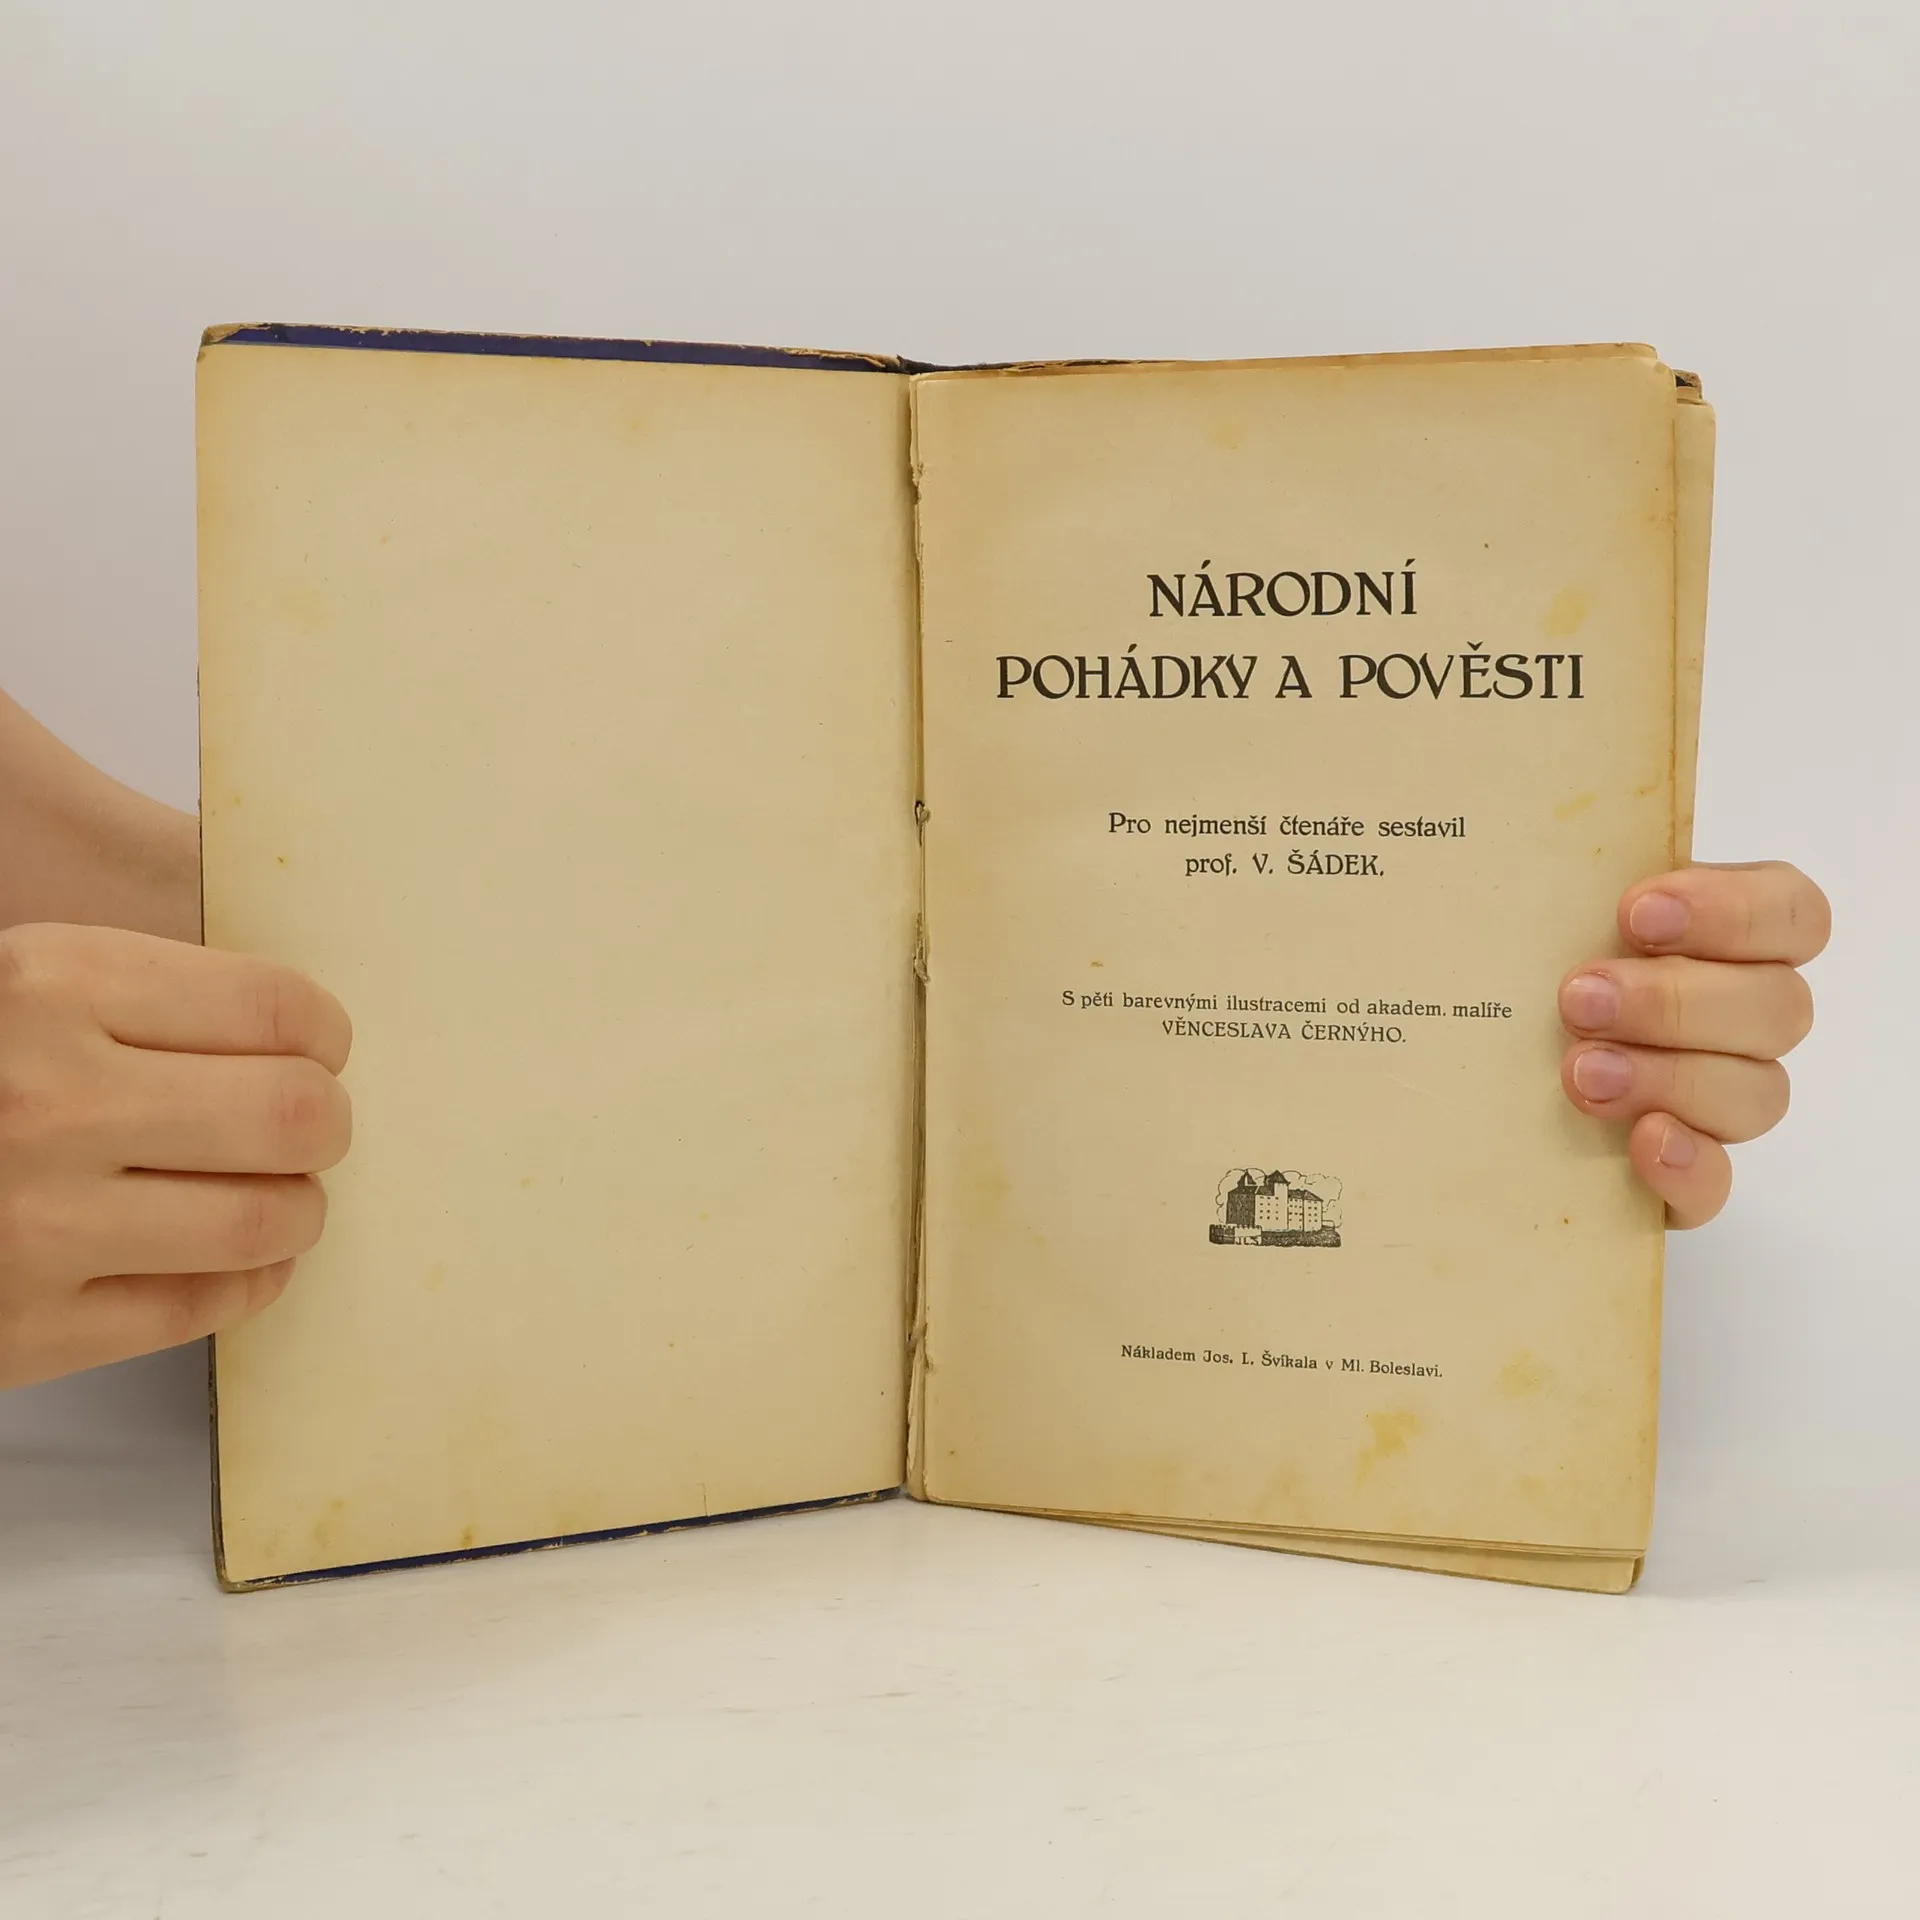 NÁRODNÍ
POHÁDKY A POVĚSTI
Pro nejmenší čtenáře sestavil
prof. V. ŠÁDEK.
S pěti barevnými ilustracemi od akadem. malíře
VĚNCESLAVA ČERNÝHO.
JLŠ
Nákladem Jos. L. Švíkala v Ml. Boleslavi.